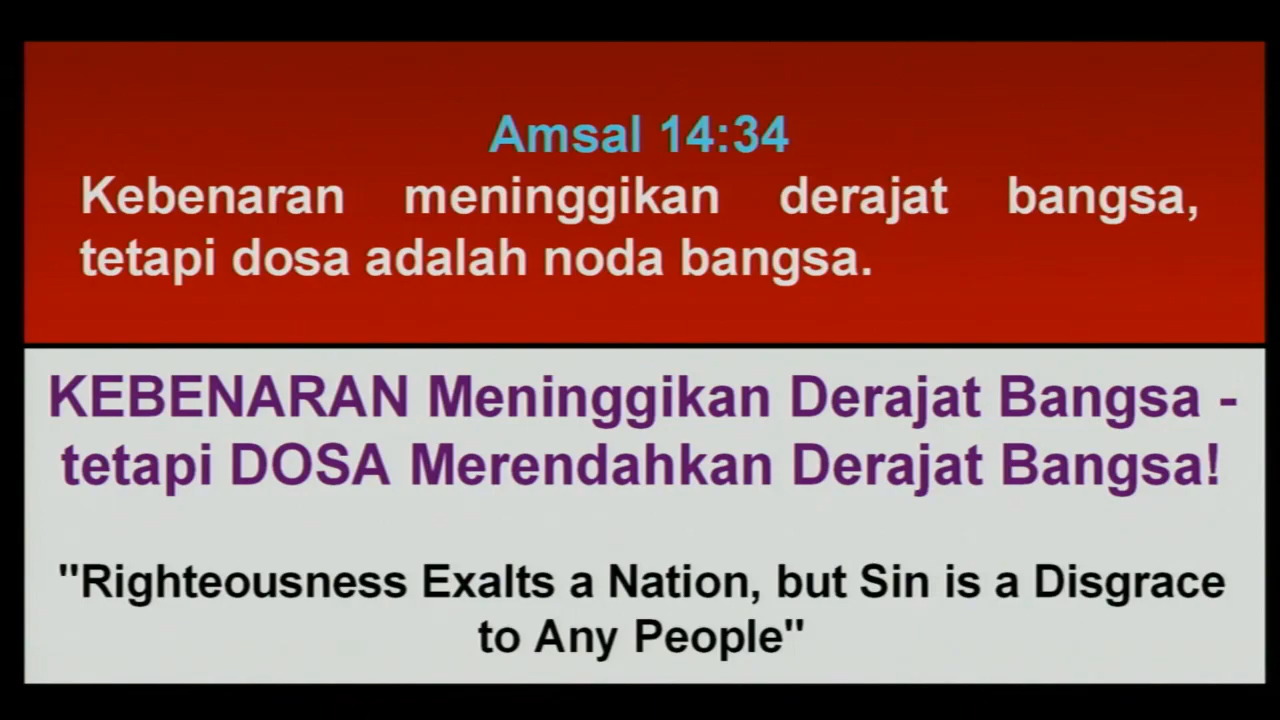 Amsal 14:34
Kebenaran meninggikan derajat bangsa,
tetapi dosa adalah noda bangsa.
KEBENARAN Meninggikan Derajat Bangsa -
tetapi DOSA Merendahkan Derajat Bangsa!
"Righteousness Exalts a Nation, but Sin is a Disgrace
to Any People"